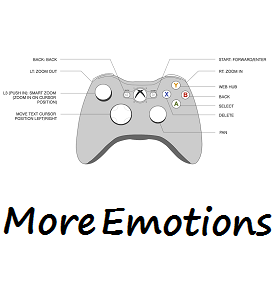 BACK: BACK
START: FORWARD/ENTER
LT: ZOOM OUT
RT: ZOOM IN
Y
WEB HUB
LS (PUSH IN): SMART ZOOM
(ZOOM IN ON CURSOR
POSITION)
X
B
BACK
A
SELECT
MOVE TEXT CURSOR
POSITION LEFT/RIGHT
DELETE
PAN
More Emotions